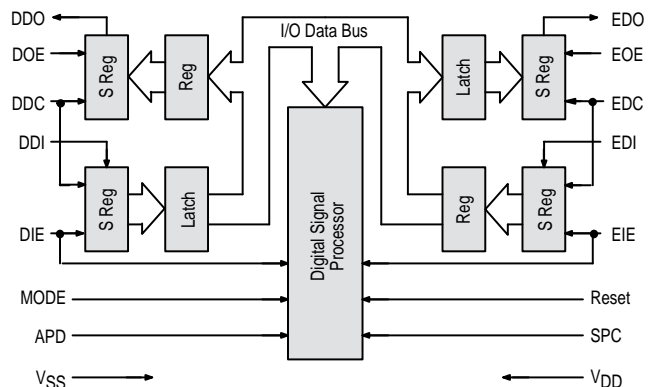 DDO
DOE
DDC
DDI
DIE
MODE
APD
VSS
S Reg
Reg
S Reg
Latch
I/O Data Bus
Digital Signal
Processor
Latch
S Reg
Reg
S Reg
EDO
EOE
EDC
EDI
EIE
Reset
SPC
VDD